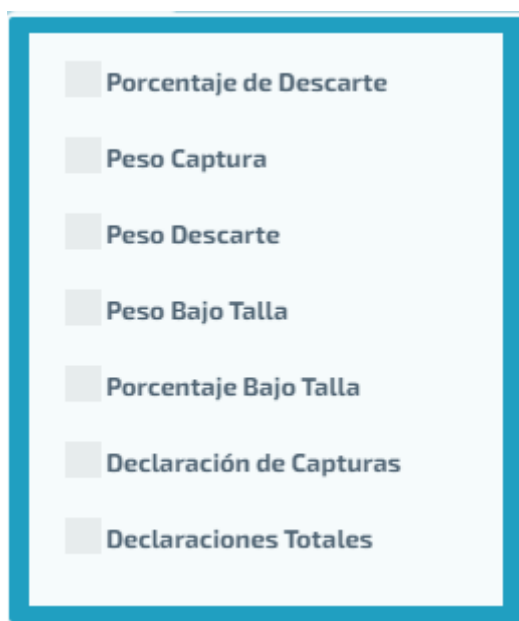 Porcentaje de Descarte
Peso Captura
Peso Descarte
Peso Bajo Talla
Porcentaje Bajo Talla
Declaración de Capturas
Declaraciones Totales